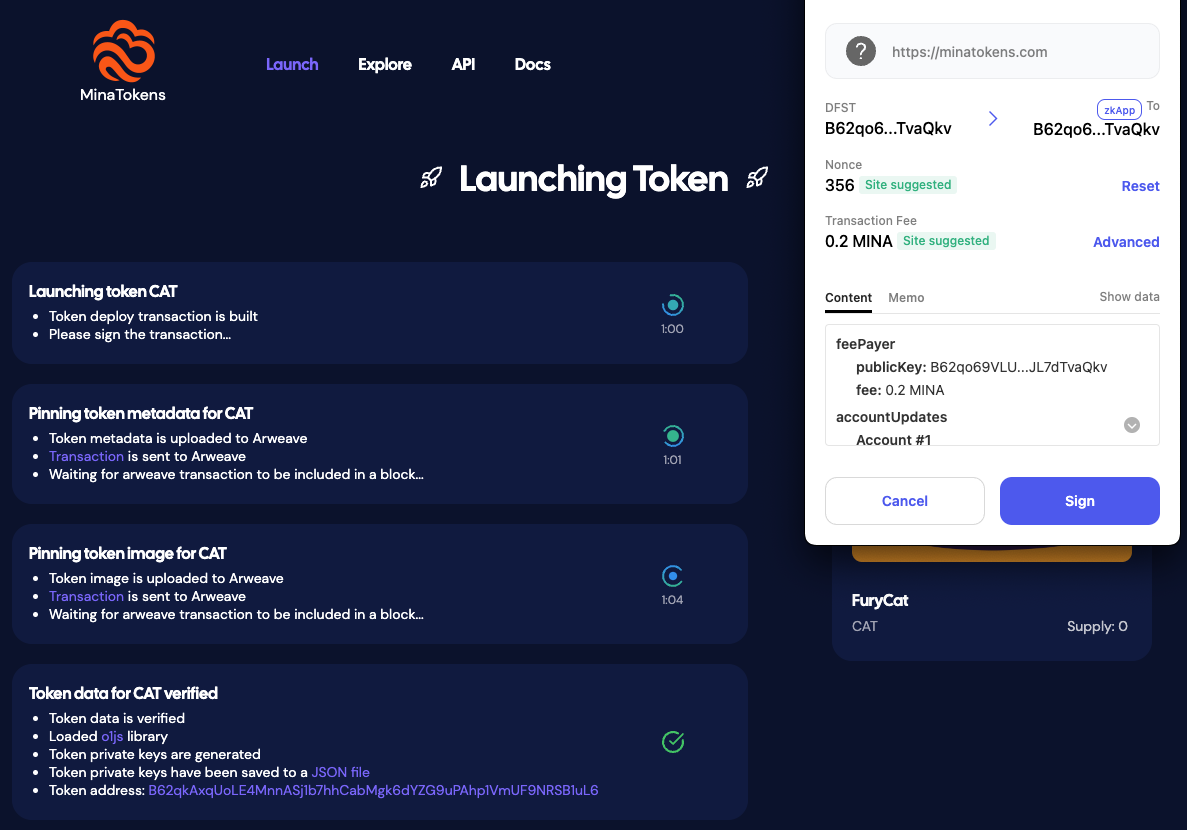 MinaTokens
Launch
Explore
API
Docs
Launching Token
Launching token CAT
Token deploy transaction is built
Please sign the transaction...
1:00
Pinning token metadata for CAT
Token metadata is uploaded to Arweave
Transaction is sent to Arweave
Waiting for arweave transaction to be included in a block...
1:01
Pinning token image for CAT
Token image is uploaded to Arweave
Transaction is sent to Arweave
Waiting for arweave transaction to be included in a block...
1:04
Token data for CAT verified
Token data is verified
Loaded o1js library
Token private keys are generated
Token private keys have been saved to a JSON file
Token address: B62qkAxqUoLE4MnnASj1b7hhCabMgk6dYZG9uPAhp1VmUF9NRSB1uL6
? https://minatokens.com
DFST
zkApp To
B62qo6...TvaQkv
B62qo6...TvaQkv
Nonce
356 Site suggested
Reset
Transaction Fee
0.2 MINA Site suggested
Advanced
Content
Memo
Show data
feePayer
publicKey: B62qo69VLU...JL7dTvaQkv
fee: 0.2 MINA
accountUpdates
Account #1
Cancel
Sign
FuryCat
CAT
Supply: 0